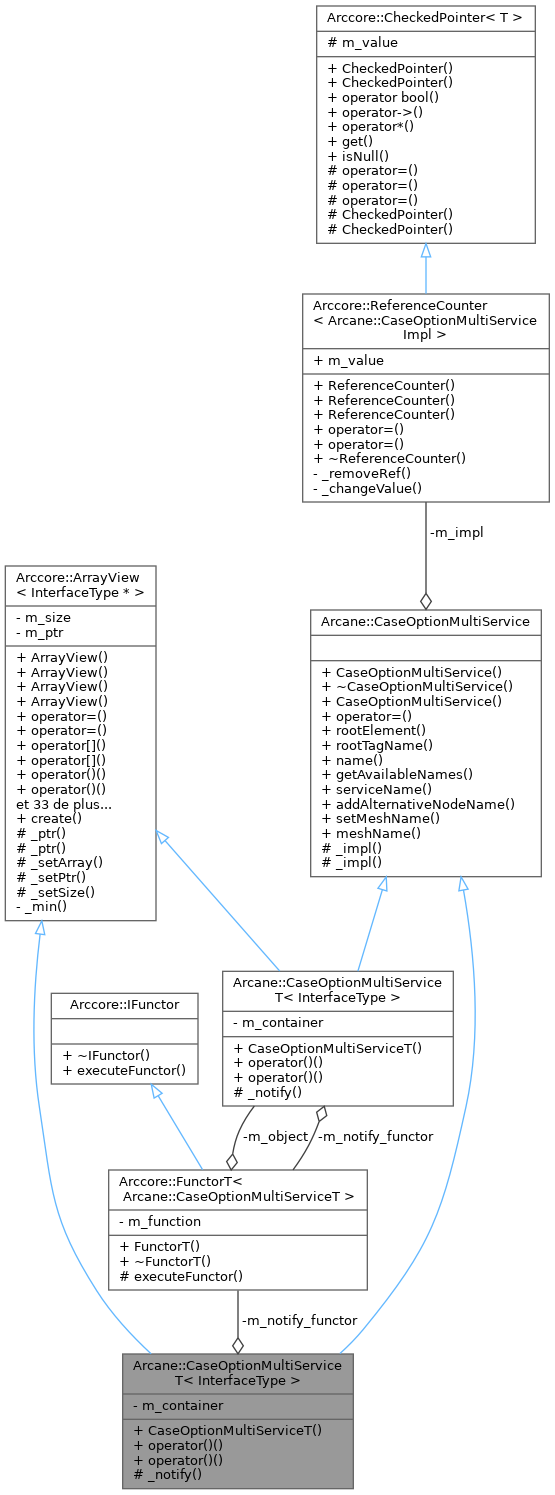 Arccore::CheckedPointer< T >
# m_value
+ CheckedPointer()
+ CheckedPointer()
+ operator bool()
+ operator->()
+ operator*()
+ get()
+ isNull()
# operator=()
# operator=()
# operator=()
# CheckedPointer()
# CheckedPointer()
Arccore::ReferenceCounter
< Arcane::CaseOptionMultiService
Impl >
+ m_value
+ ReferenceCounter()
+ ReferenceCounter()
+ ReferenceCounter()
+ operator=()
+ operator=()
+ ~ReferenceCounter()
- _removeRef()
- _changeValue()
-m_impl
Arccore::ArrayView
< InterfaceType * >
- m_size
- m_ptr
+ ArrayView()
+ ArrayView()
+ ArrayView()
+ ArrayView()
+ operator=()
+ operator=()
+ operator[]()
+ operator[]()
+ operator()()
+ operator()()
et 33 de plus...
+ create()
# _ptr()
# _ptr()
# _setArray()
# _setPtr()
# _setSize()
- _min()
Arcane::CaseOptionMultiService
+ CaseOptionMultiService()
+ ~CaseOptionMultiService()
+ CaseOptionMultiService()
+ operator=()
+ rootElement()
+ rootTagName()
+ name()
+ getAvailableNames()
+ serviceName()
+ addAlternativeNodeName()
+ setMeshName()
+ meshName()
# _impl()
# _impl()
Arcane::CaseOptionMultiService
T< InterfaceType >
- m_container
+ CaseOptionMultiServiceT()
+ operator()()
+ operator()()
# _notify()
Arccore::IFunctor
+ ~IFunctor()
+ executeFunctor()
-m_object
-m_notify_functor
Arccore::FunctorT<
Arcane::CaseOptionMultiServiceT >
- m_function
+ FunctorT()
+ ~FunctorT()
# executeFunctor()
-m_notify_functor
Arcane::CaseOptionMultiService
T< InterfaceType >
- m_container
+ CaseOptionMultiServiceT()
+ operator()()
+ operator()()
# _notify()